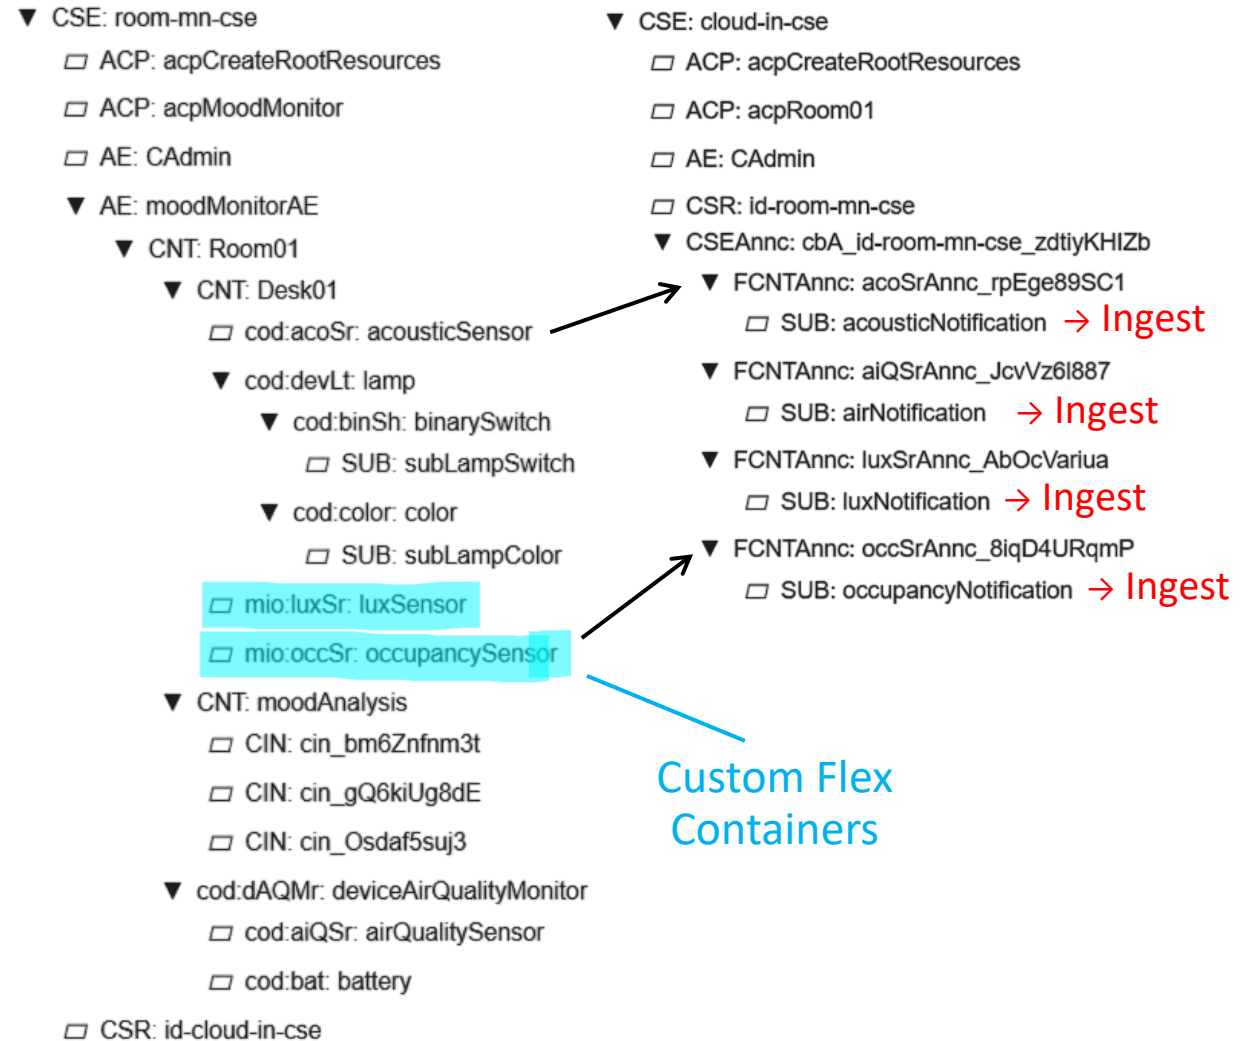 CSE: room-mn-cse
ACP: acpCreateRootResources
ACP: acpMoodMonitor
AE: CAdmin
AE: moodMonitorAE
CNT: Room01
CNT: Desk01
cod:acoSr: acousticSensor
cod:devLt: lamp
cod:binSh: binarySwitch
SUB: subLampSwitch
cod:color: color
SUB: subLampColor
mio:luxSr: luxSensor
mio:occSr: occupancySensor
CNT: moodAnalysis
CIN: cin_bm6Znfnm3t
CIN: cin_gQ6kiUg8dE
CIN: cin_Osdaf5suj3
cod:dAQMr: deviceAirQualityMonitor
cod:aiQSr: airQualitySensor
cod:bat: battery
CSR: id-cloud-in-cse
CSE: cloud-in-cse
ACP: acpCreateRootResources
ACP: acpRoom01
AE: CAdmin
CSR: id-room-mn-cse
CSEAnnc: cbA_id-room-mn-cse_zdtiyKHIZb
FCNTAnnc: acoSrAnnc_rpEge89SC1
SUB: acousticNotification → Ingest
FCNTAnnc: aiQSrAnnc_JcvVz6l887
SUB: airNotification → Ingest
FCNTAnnc: luxSrAnnc_AbOcVariua
SUB: luxNotification → Ingest
FCNTAnnc: occSrAnnc_8iqD4URqmP
SUB: occupancyNotification → Ingest
Custom Flex
Containers